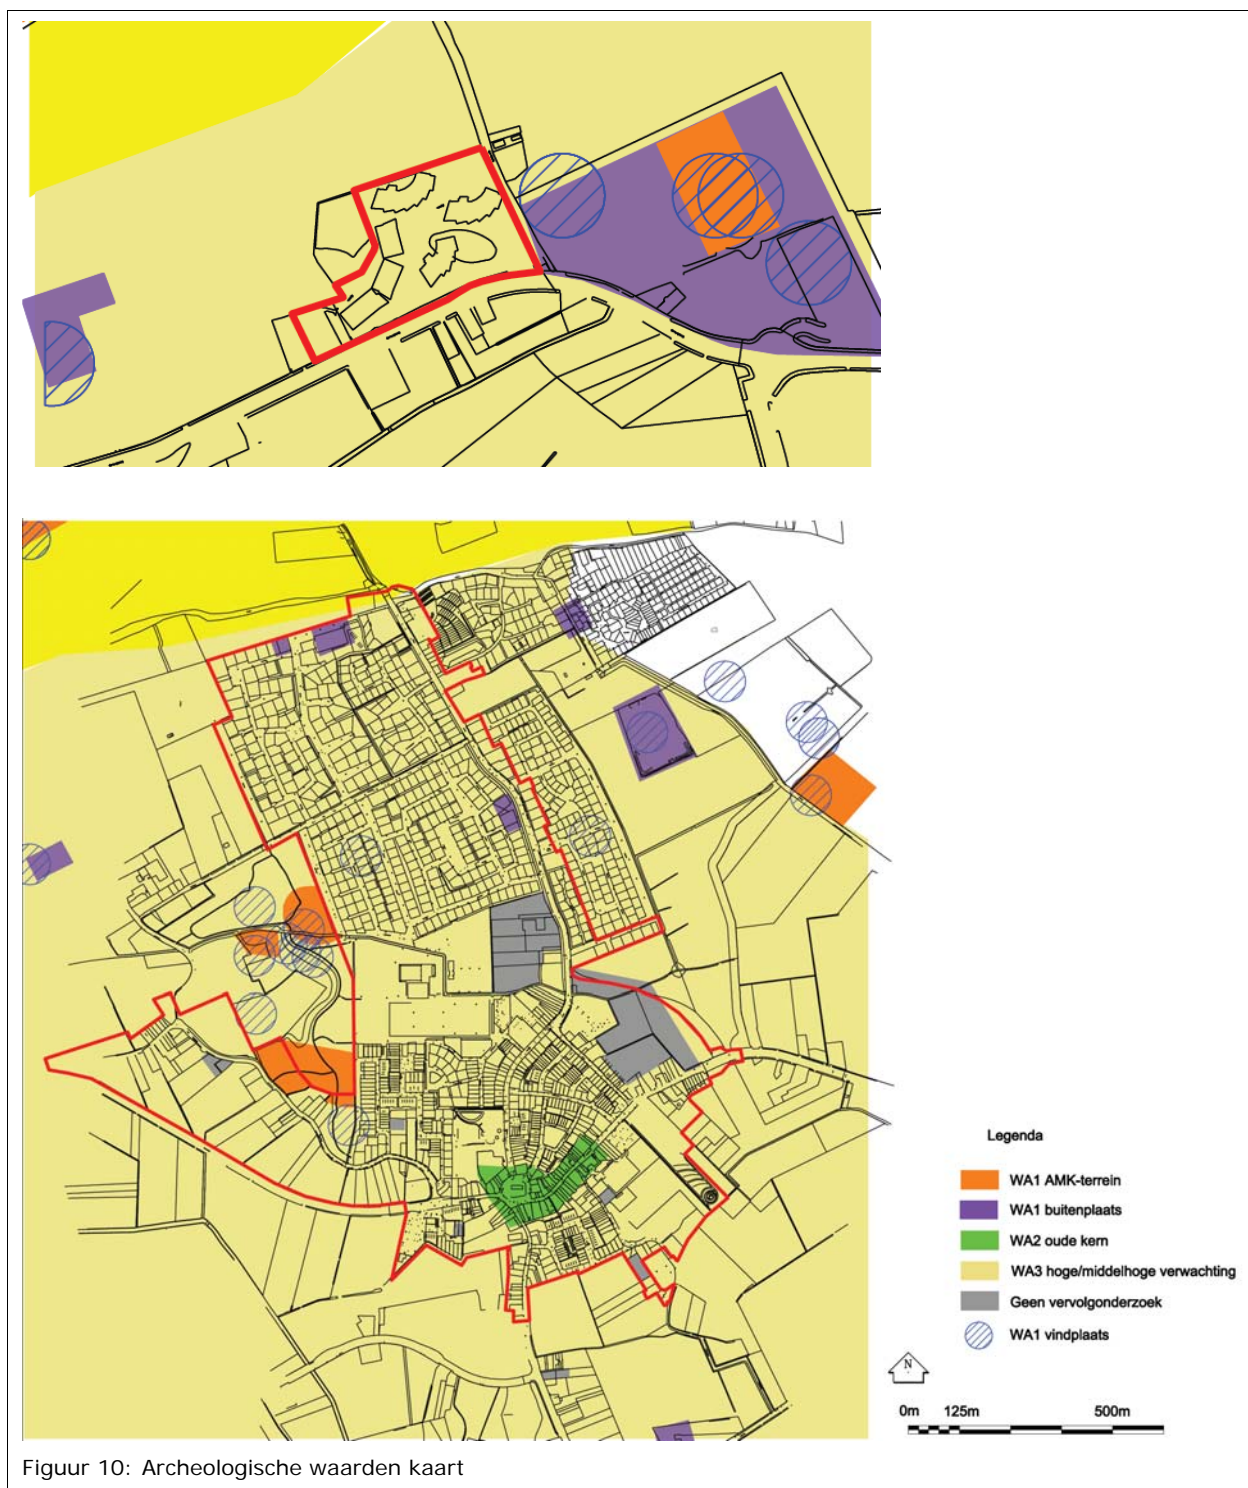 Legenda
WA1 AMK-terrein
WA1 buitenplaats
WA2 oude kern
WA3 hoge/middelhoge verwachting
Geen vervolgonderzoek
WA1 vindplaats
N
0m 125m 500m
Figuur 10: Archeologische waarden kaart